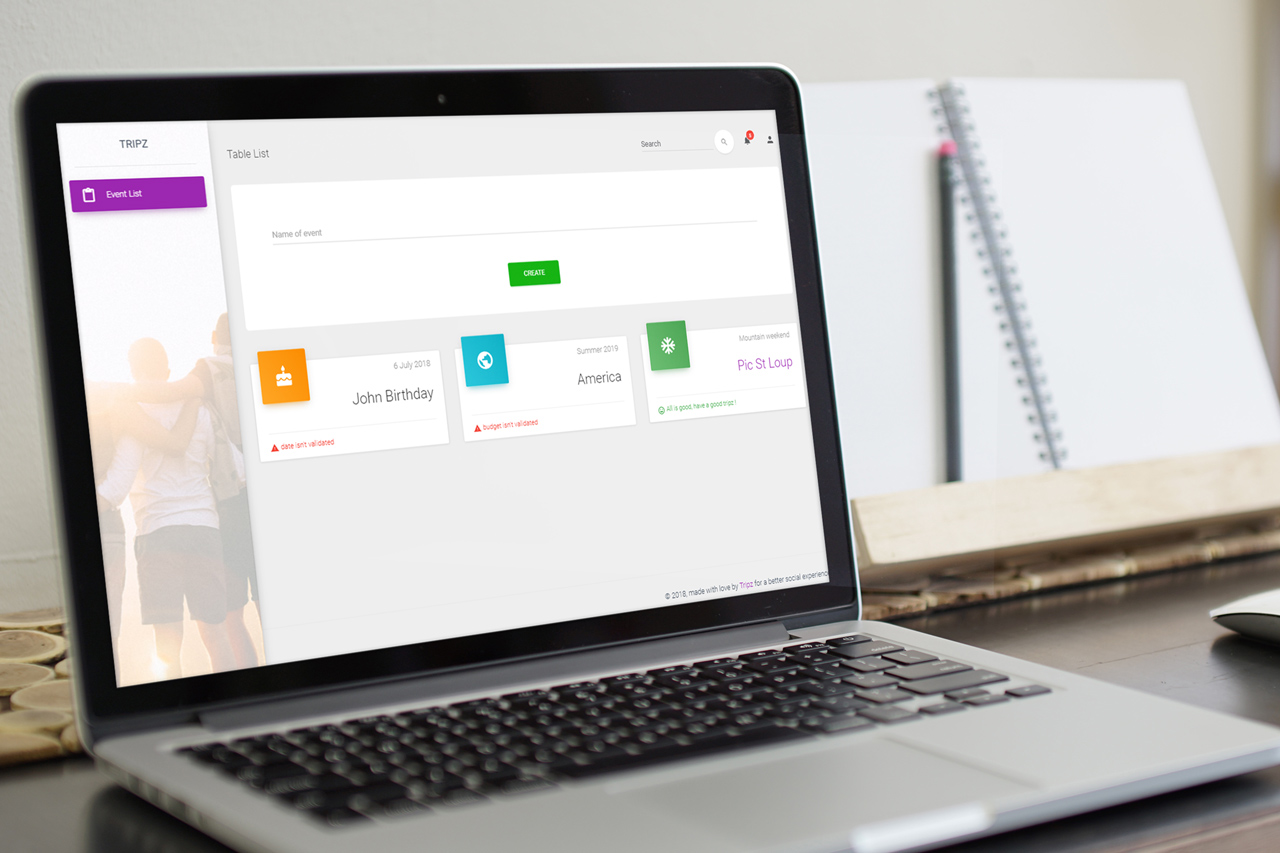 TRIPZ
Event List
Table List
Search
Name of event
CREATE
6 July 2018
John Birthday
date isn't validated
Summer 2019
America
budget isn't validated
Mountain weekend
Pic St Loup
All is good, have a good tripz !
© 2018, made with love by Tripz for a better social experienc